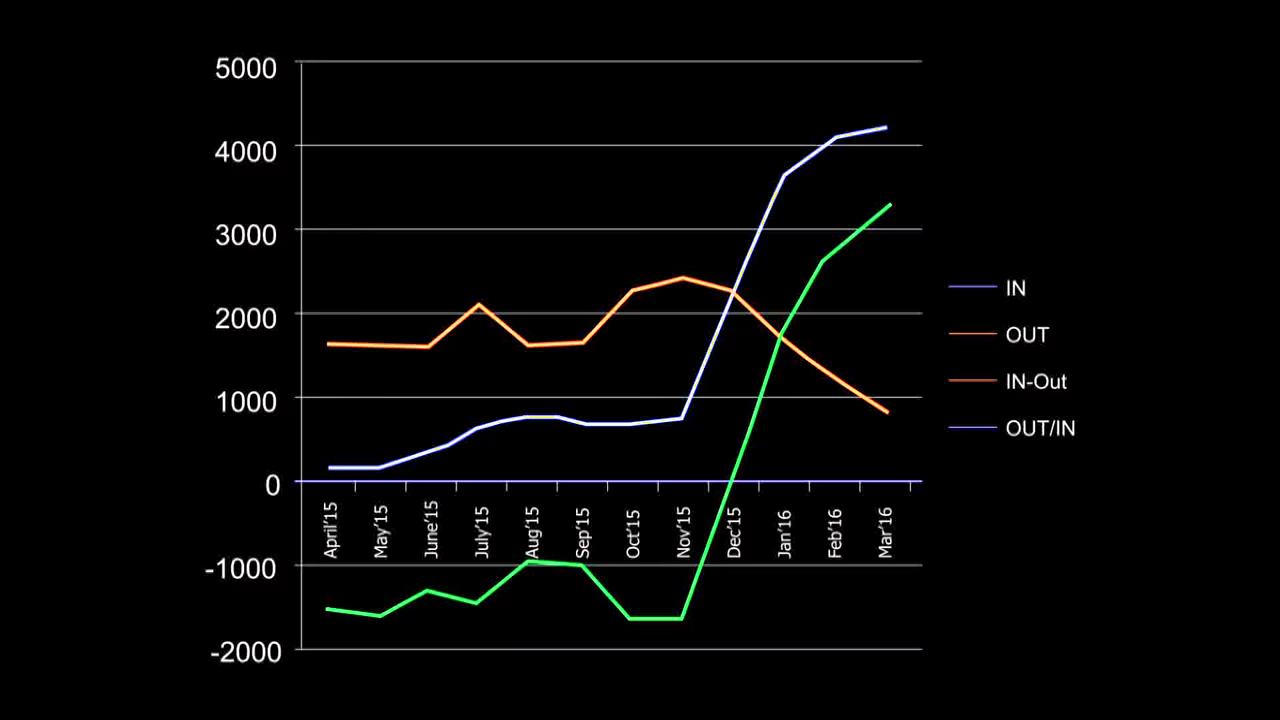 5000
4000
3000
2000
1000
0
-1000
-2000
April'15
May'15
June'15
July'15
Aug'15
Sep'15
Oct'15
Nov'15
Dec'15
Jan'16
Feb'16
Mar'16
IN
OUT
IN-Out
OUT/IN